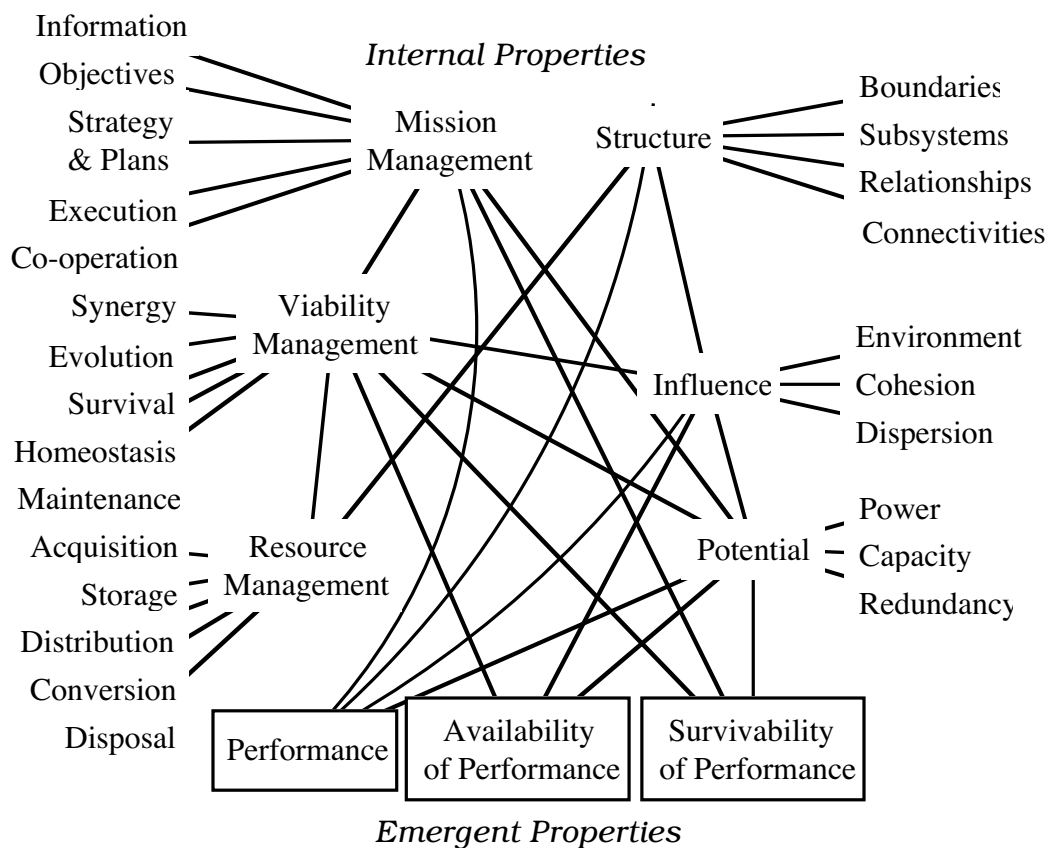 Internal Properties
Information
Objectives
Strategy
& Plans
Execution
Co-operation
Synergy
Evolution
Survival
Homeostasis
Maintenance
Acquisition
Storage
Distribution
Conversion
Disposal
Mission
Management
Viability
Management
Resource
Management
Structure
Influence
Potential
Boundaries
Subsystems
Relationships
Connectivities
Environment
Cohesion
Dispersion
Power
Capacity
Redundancy
Performance
Availability
of Performance
Survivability
of Performance
Emergent Properties